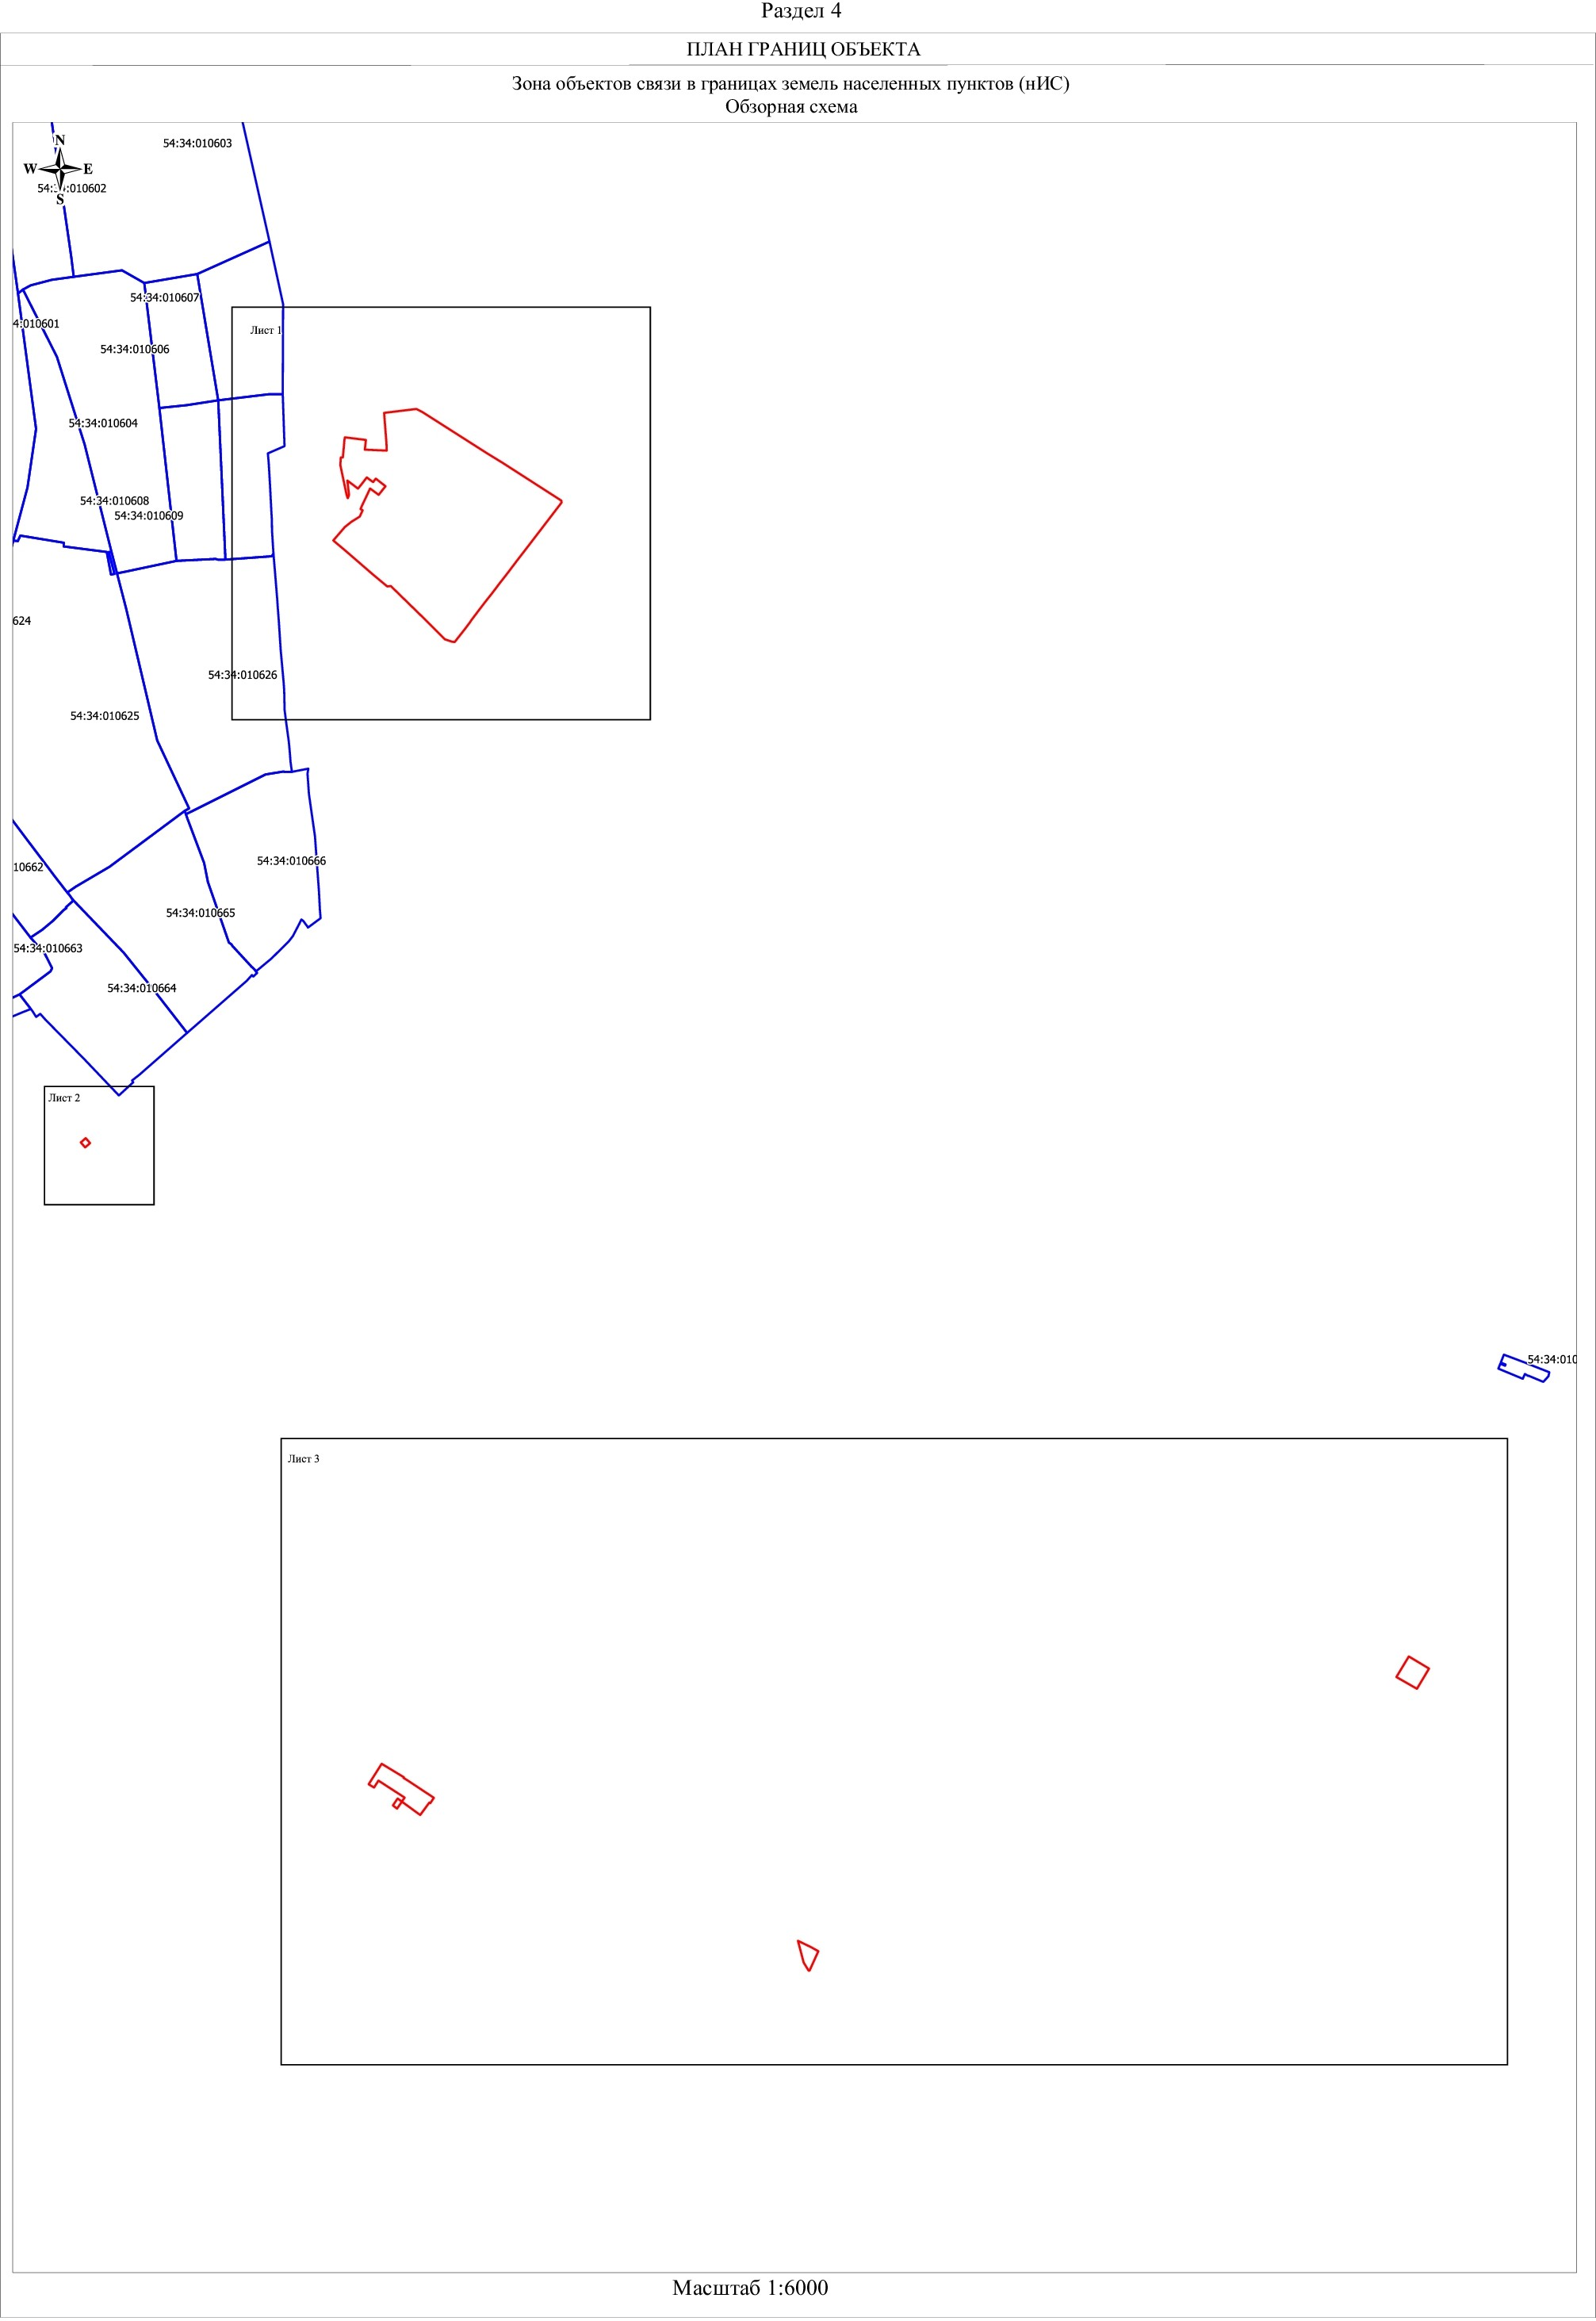 Раздел 4
ПЛАН ГРАНИЦ ОБЪЕКТА
Зона объектов связи в границах земель населенных пунктов (нИС)
Обзорная схема
54:34:010603
N
W E
S
54:34:010607
4:010601
Лист 1
54:34:010606
54:34:010604
54:34:010608
54:34:010609
624
54:34:010626
54:34:010625
54:34:010666
10662
54:34:010665
54:34:010663
54:34:010664
Лист 2
54:34:010
Лист 3
Масштаб 1:6000